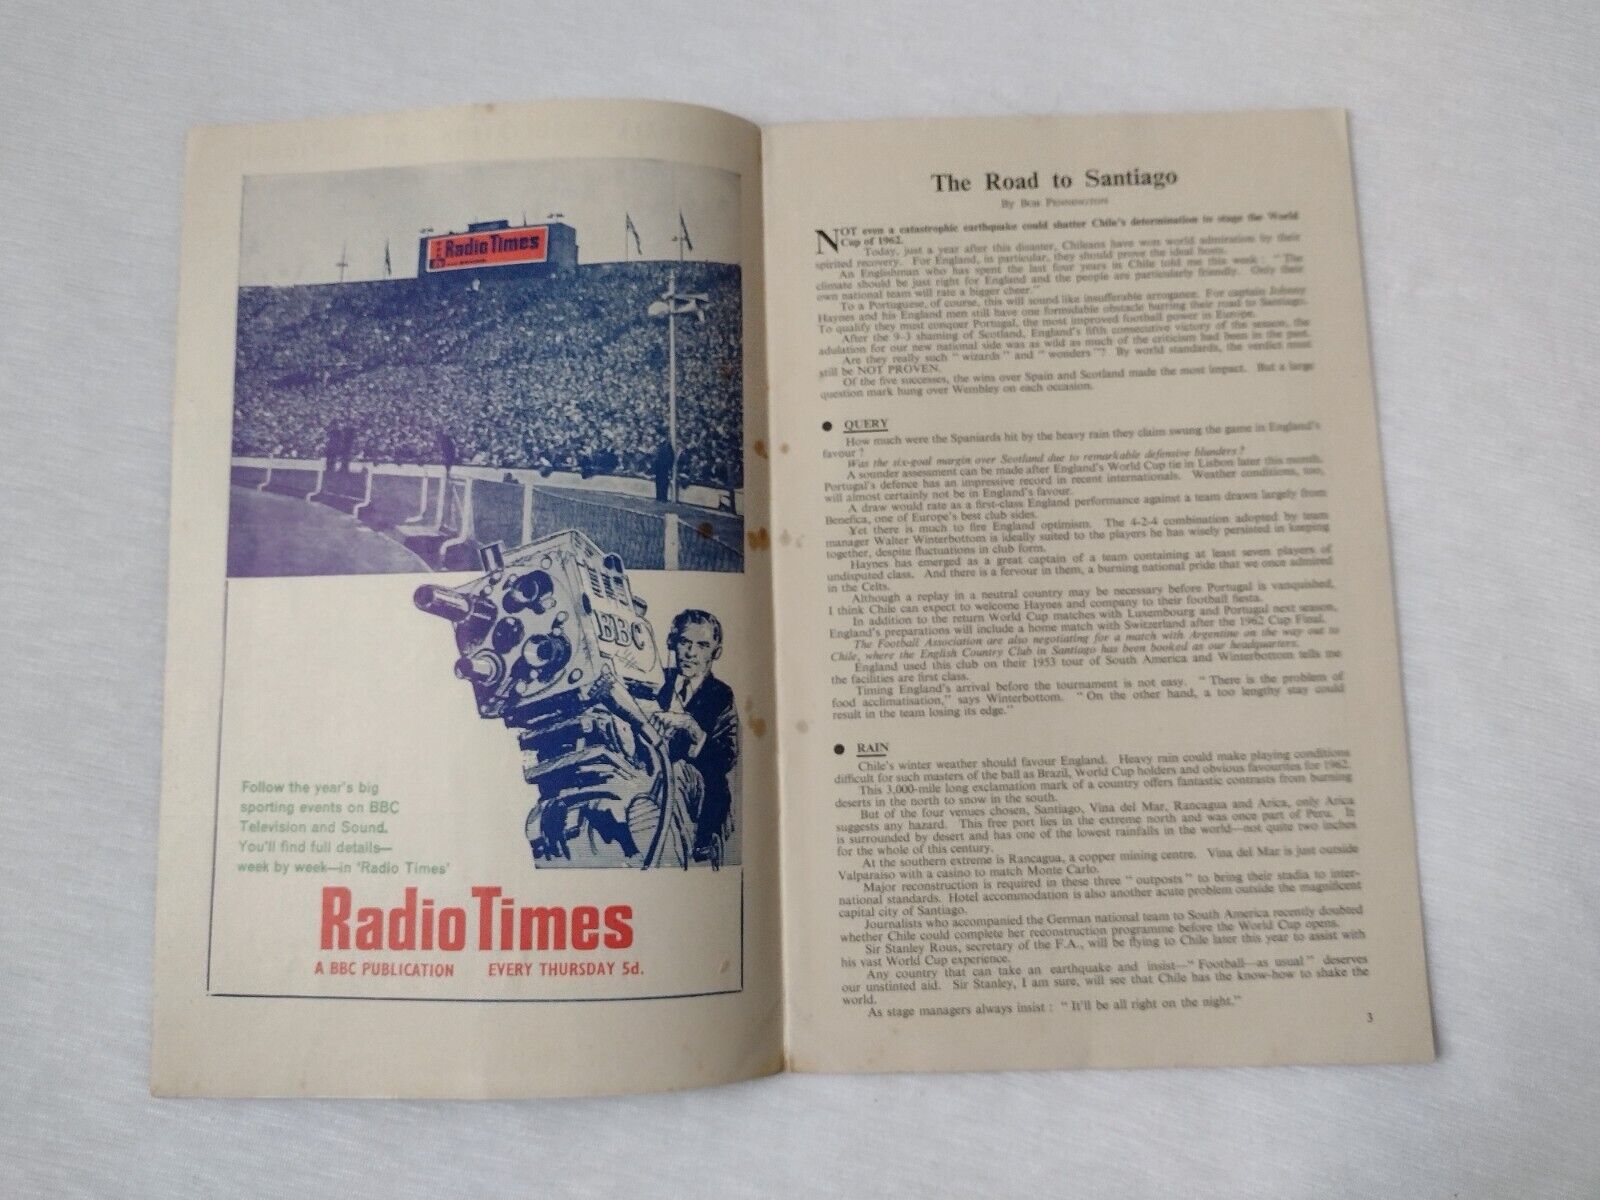 Radio Times
BBC
Follow the year's big
sporting events on BBC
Television and Sound.
You'll find full details—
week by week—in 'Radio Times'
Radio Times
A BBC PUBLICATION EVERY THURSDAY 5d.
The Road to Santiago
By Bob Pennington
NOT even a catastrophic earthquake could shatter Chile's determination to stage the World
Cup of 1962.
Today, just a year after this disaster, Chileans have won world admiration by their
spirited recovery. For England, in particular, they should prove the ideal hosts.
An Englishman who has spent the last four years in Chile told me this week: "The
climate should be just right for England and the people are particularly friendly. Only their
own national team will rate a bigger cheer."
To a Portuguese, of course, this will sound like insufferable arrogance. For captain Johnny
Haynes and his England men still have one formidable obstacle barring their road to Santiago.
To qualify they must conquer Portugal, the most improved football power in Europe.
After the 9-3 shaming of Scotland, England's fifth consecutive victory of the season, the
adulation for our new national side was as wild as much of the criticism had been in the past.
Are they really such "wizards" and "wonders"? By world standards, the verdict must
still be NOT PROVEN.
Of the five successes, the wins over Spain and Scotland made the most impact. But a large
question mark hung over Wembley on each occasion.
● QUERY
How much were the Spaniards hit by the heavy rain they claim swung the game in England's
favour?
Was the six-goal margin over Scotland due to remarkable defensive blunders?
A sounder assessment can be made after England's World Cup tie in Lisbon later this month.
Portugal's defence has an impressive record in recent internationals. Weather conditions, too,
will almost certainly not be in England's favour.
A draw would rate as a first-class England performance against a team drawn largely from
Benefica, one of Europe's best club sides.
Yet there is much to fire England optimism. The 4-2-4 combination adopted by team
manager Walter Winterbottom is ideally suited to the players he has wisely persisted in keeping
together, despite fluctuations in club form.
Haynes has emerged as a great captain of a team containing at least seven players of
undisputed class. And there is a fervour in them, a burning national pride that we once admired
in the Celts.
Although a replay in a neutral country may be necessary before Portugal is vanquished,
I think Chile can expect to welcome Haynes and company to their football fiesta.
In addition to the return World Cup matches with Luxembourg and Portugal next season,
England's preparations will include a home match with Switzerland after the 1962 Cup Final.
The Football Association are also negotiating for a match with Argentine on the way out to
Chile, where the English Country Club in Santiago has been booked as our headquarters.
England used this club on their 1953 tour of South America and Winterbottom tells me
the facilities are first class.
Timing England's arrival before the tournament is not easy. "There is the problem of
food acclimatisation," says Winterbottom. "On the other hand, a too lengthy stay could
result in the team losing its edge."
● RAIN
Chile's winter weather should favour England. Heavy rain could make playing conditions
difficult for such masters of the ball as Brazil, World Cup holders and obvious favourites for 1962.
This 3,000-mile long exclamation mark of a country offers fantastic contrasts from burning
deserts in the north to snow in the south.
But of the four venues chosen, Santiago, Vina del Mar, Rancagua and Arica, only Arica
suggests any hazard. This free port lies in the extreme north and was once part of Peru. It
is surrounded by desert and has one of the lowest rainfalls in the world—not quite two inches
for the whole of this century.
At the southern extreme is Rancagua, a copper mining centre. Vina del Mar is just outside
Valparaiso with a casino to match Monte Carlo.
Major reconstruction is required in these three "outposts" to bring their stadia to inter-
national standards. Hotel accommodation is also another acute problem outside the magnificent
capital city of Santiago.
Journalists who accompanied the German national team to South America recently doubted
whether Chile could complete her reconstruction programme before the World Cup opens.
Sir Stanley Rous, secretary of the F.A., will be flying to Chile later this year to assist with
his vast World Cup experience.
Any country that can take an earthquake and insist—"Football—as usual" deserves
our unstinted aid. Sir Stanley, I am sure, will see that Chile has the know-how to shake the
world.
As stage managers always insist: "It'll be all right on the night."
3